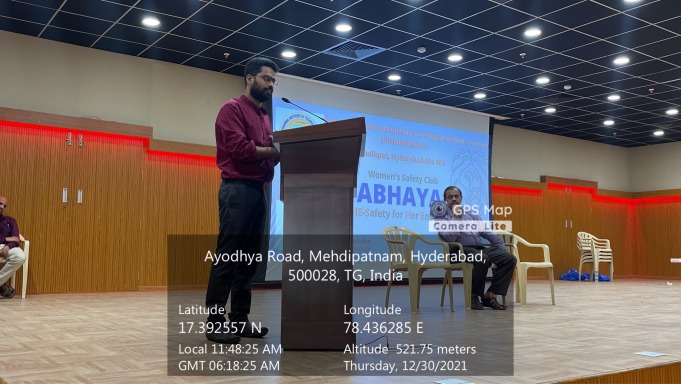 Women's Safety Club
ABHAYA
-Safety for Her
GPS Map
Camera Lite
Ayodhya Road, Mehdipatnam, Hyderabad,
500028, TG, India
Latitude
17.392557 N
Longitude
78.436285 E
Local 11:48:25 AM
GMT 06:18:25 AM
Altitude 521.75 meters
Thursday, 12/30/2021